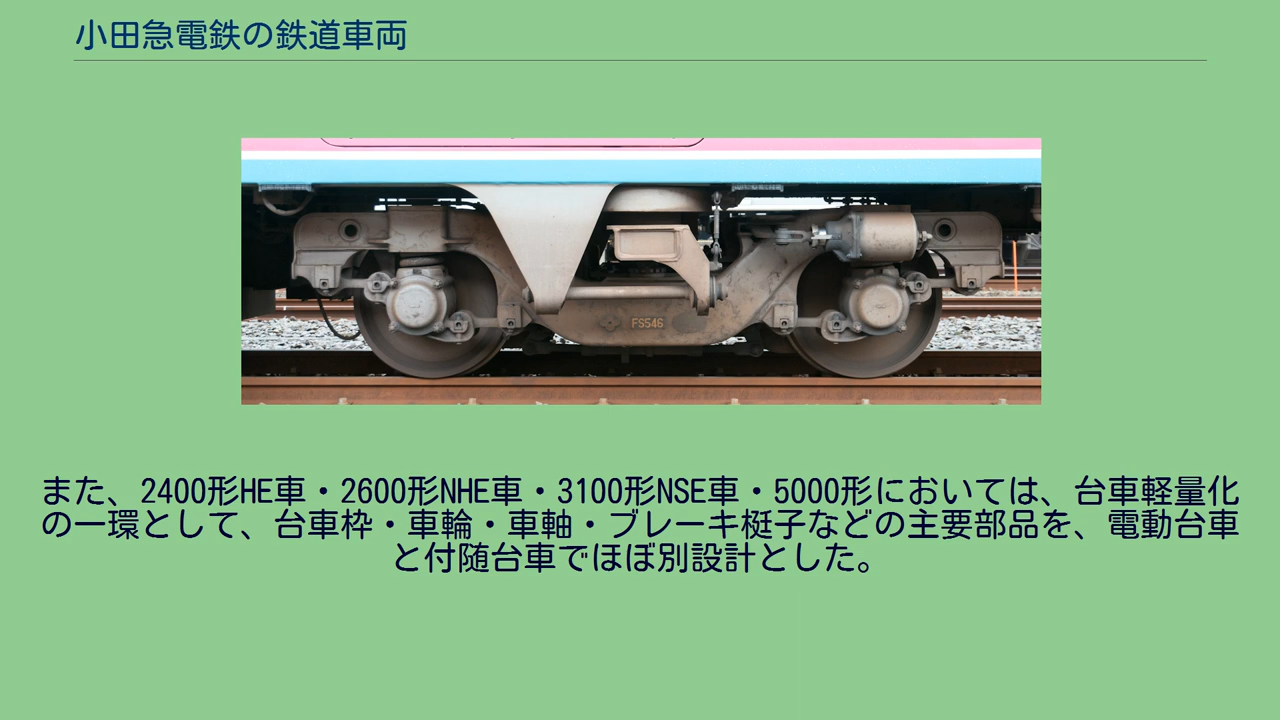 小田急電鉄の鉄道車両
FS546
また、2400形HE車・2600形NHE車・3100形NSE車・5000形においては、台車軽量化
の一環として、台車枠・車輪・車軸・ブレーキ梃子などの主要部品を、電動台車
と付随台車でほぼ別設計とした。